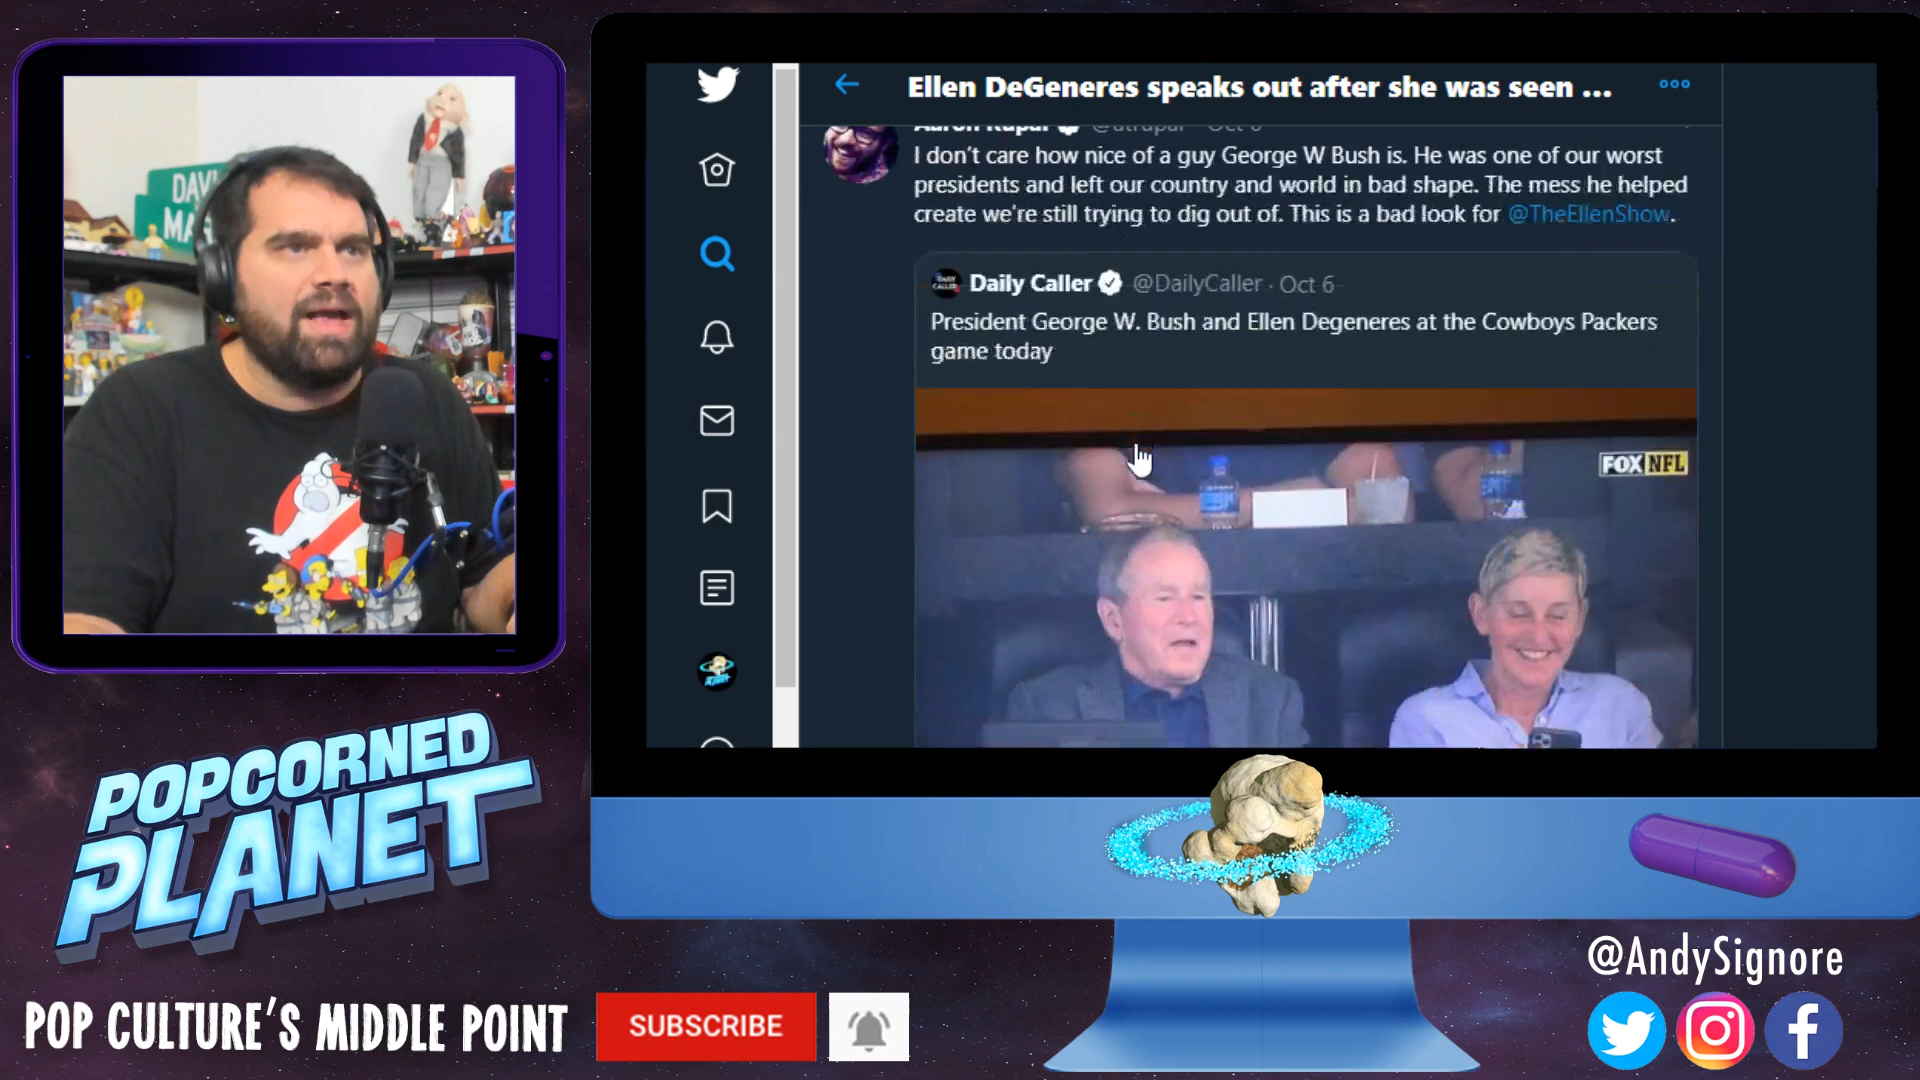 DAV
MA
POPCORNED
PLANET
POP CULTURE'S MIDDLE POINT
SUBSCRIBE
Ellen DeGeneres speaks out after she was seen ...
I don't care how nice of a guy George W Bush is. He was one of our worst
presidents and left our country and world in bad shape. The mess he helped
create we're still trying to dig out of. This is a bad look for @TheEllenShow.
DAILY
CALLER
Daily Caller @DailyCaller · Oct 6
President George W. Bush and Ellen Degeneres at the Cowboys Packers
game today
FOX NFL
@AndySignore